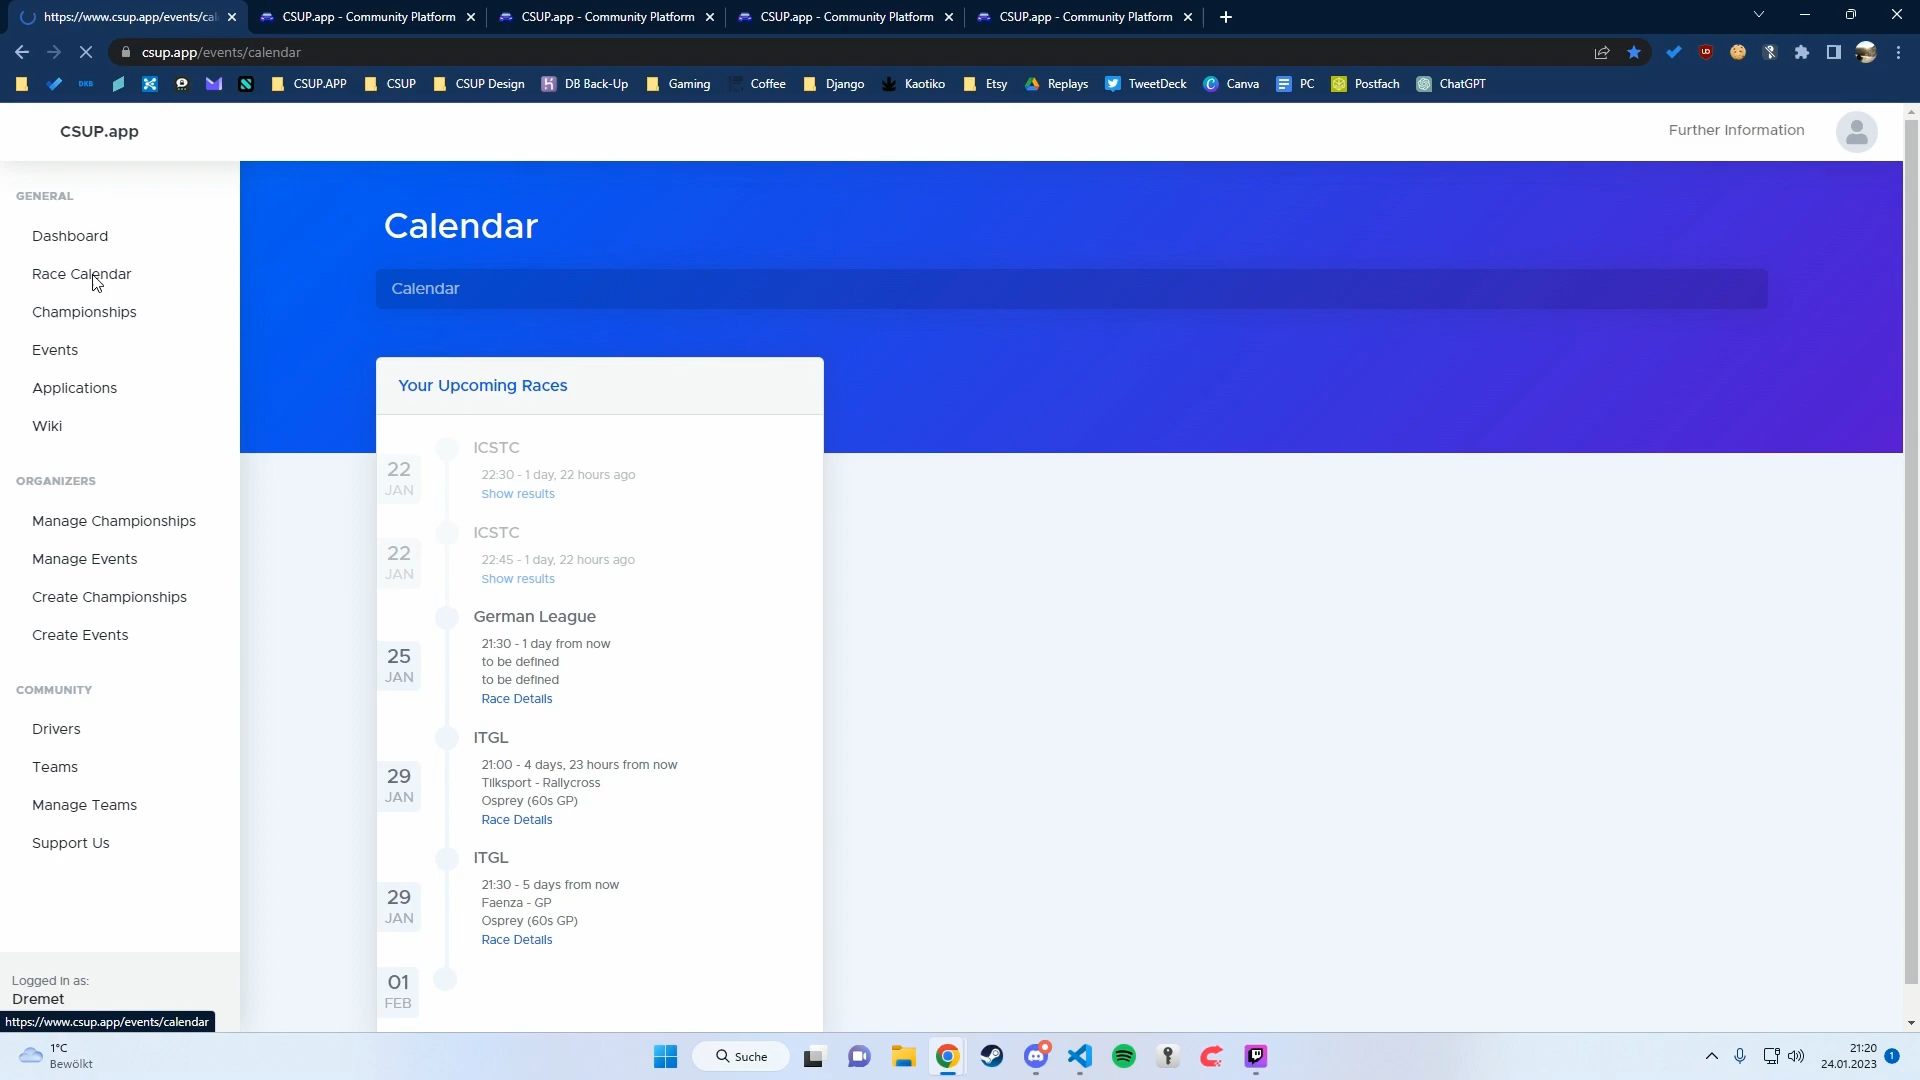 https://www.csup.app/events/cal
CSUP.app - Community Platform
CSUP.app - Community Platform
CSUP.app - Community Platform
CSUP.app - Community Platform
csup.app/events/calendar
DKB
CSUP.APP
CSUP
CSUP Design
DB Back-Up
Gaming
Coffee
Django
Kaotiko
Etsy
Replays
TweetDeck
Canva
PC
Postfach
ChatGPT
CSUP.app
Further Information
GENERAL
Dashboard
Race Calendar
Championships
Events
Applications
Wiki
ORGANIZERS
Manage Championships
Manage Events
Create Championships
Create Events
COMMUNITY
Drivers
Teams
Manage Teams
Support Us
Logged in as:
Dremet
https://www.csup.app/events/calendar
Calendar
Calendar
Your Upcoming Races
22
JAN
ICSTC
22:30 - 1 day, 22 hours ago
Show results
22
JAN
ICSTC
22:45 - 1 day, 22 hours ago
Show results
25
JAN
German League
21:30 - 1 day from now
to be defined
to be defined
Race Details
29
JAN
ITGL
21:00 - 4 days, 23 hours from now
Tilksport - Rallycross
Osprey (60s GP)
Race Details
29
JAN
ITGL
21:30 - 5 days from now
Faenza - GP
Osprey (60s GP)
Race Details
01
FEB
1°C
Bewölkt
Suche
21:20
24.01.2023
1